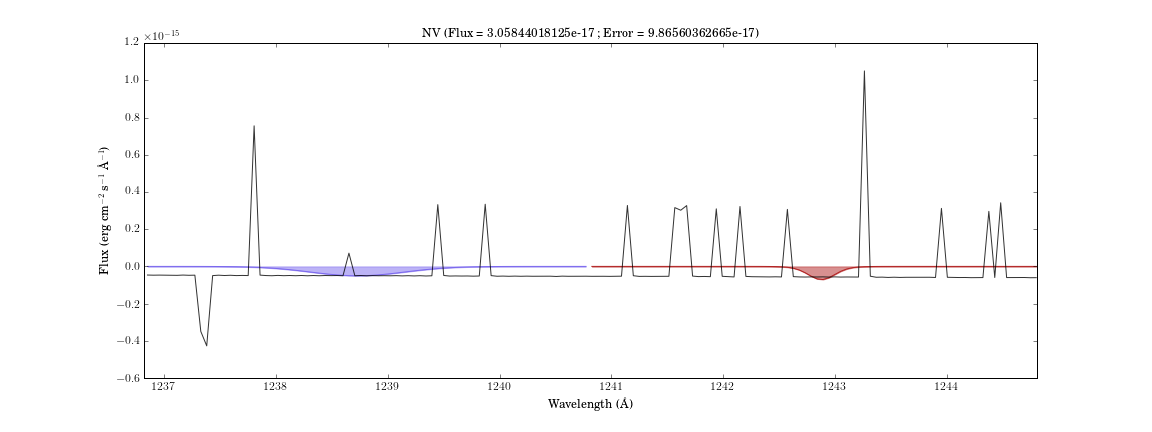 NV (Flux = 3.05844018125e-17 ; Error = 9.86560362665e-17)
×10⁻¹⁵
1.2
1.0
0.8
0.6
0.4
0.2
0.0
−0.2
−0.4
−0.6
Flux (erg cm⁻² s⁻¹ Å⁻¹)
1237 1238 1239 1240 1241 1242 1243 1244
Wavelength (Å)